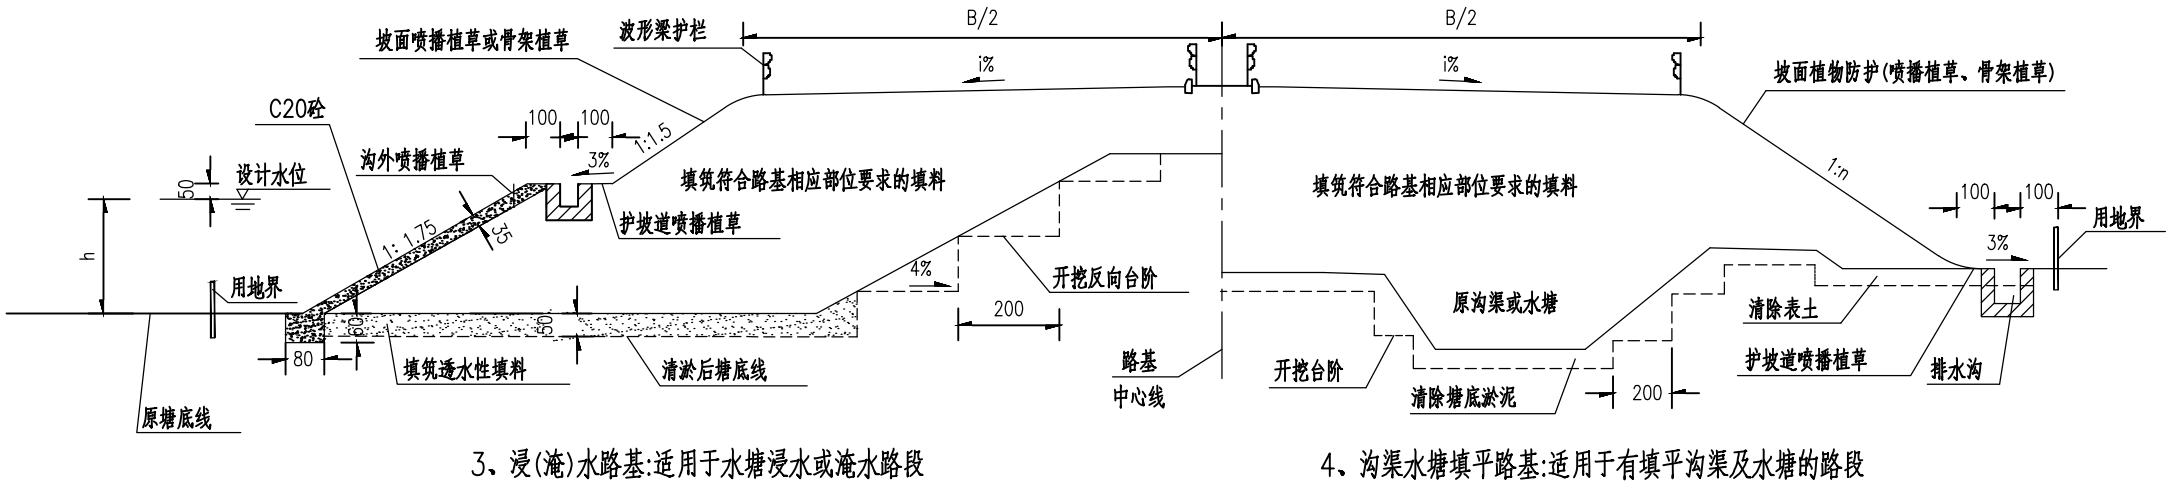 B/2
B/2
坡面喷播植草或骨架植草
波形梁护栏
i%
i%
坡面植物防护(喷播植草、骨架植草)
C20砼
100
100
1:1.5
沟外喷播植草
3%
设计水位
50
填筑符合路基相应部位要求的填料
填筑符合路基相应部位要求的填料
1:n
100
100
用地界
护坡道喷播植草
1: 1.75
35
h
3%
4%
开挖反向台阶
用地界
原沟渠或水塘
清除表土
200
60
50
80
填筑透水性填料
清淤后塘底线
路基
中心线
开挖台阶
清除塘底淤泥
200
护坡道喷播植草
排水沟
原塘底线
3、浸(淹)水路基:适用于水塘浸水或淹水路段
4、沟渠水塘填平路基:适用于有填平沟渠及水塘的路段